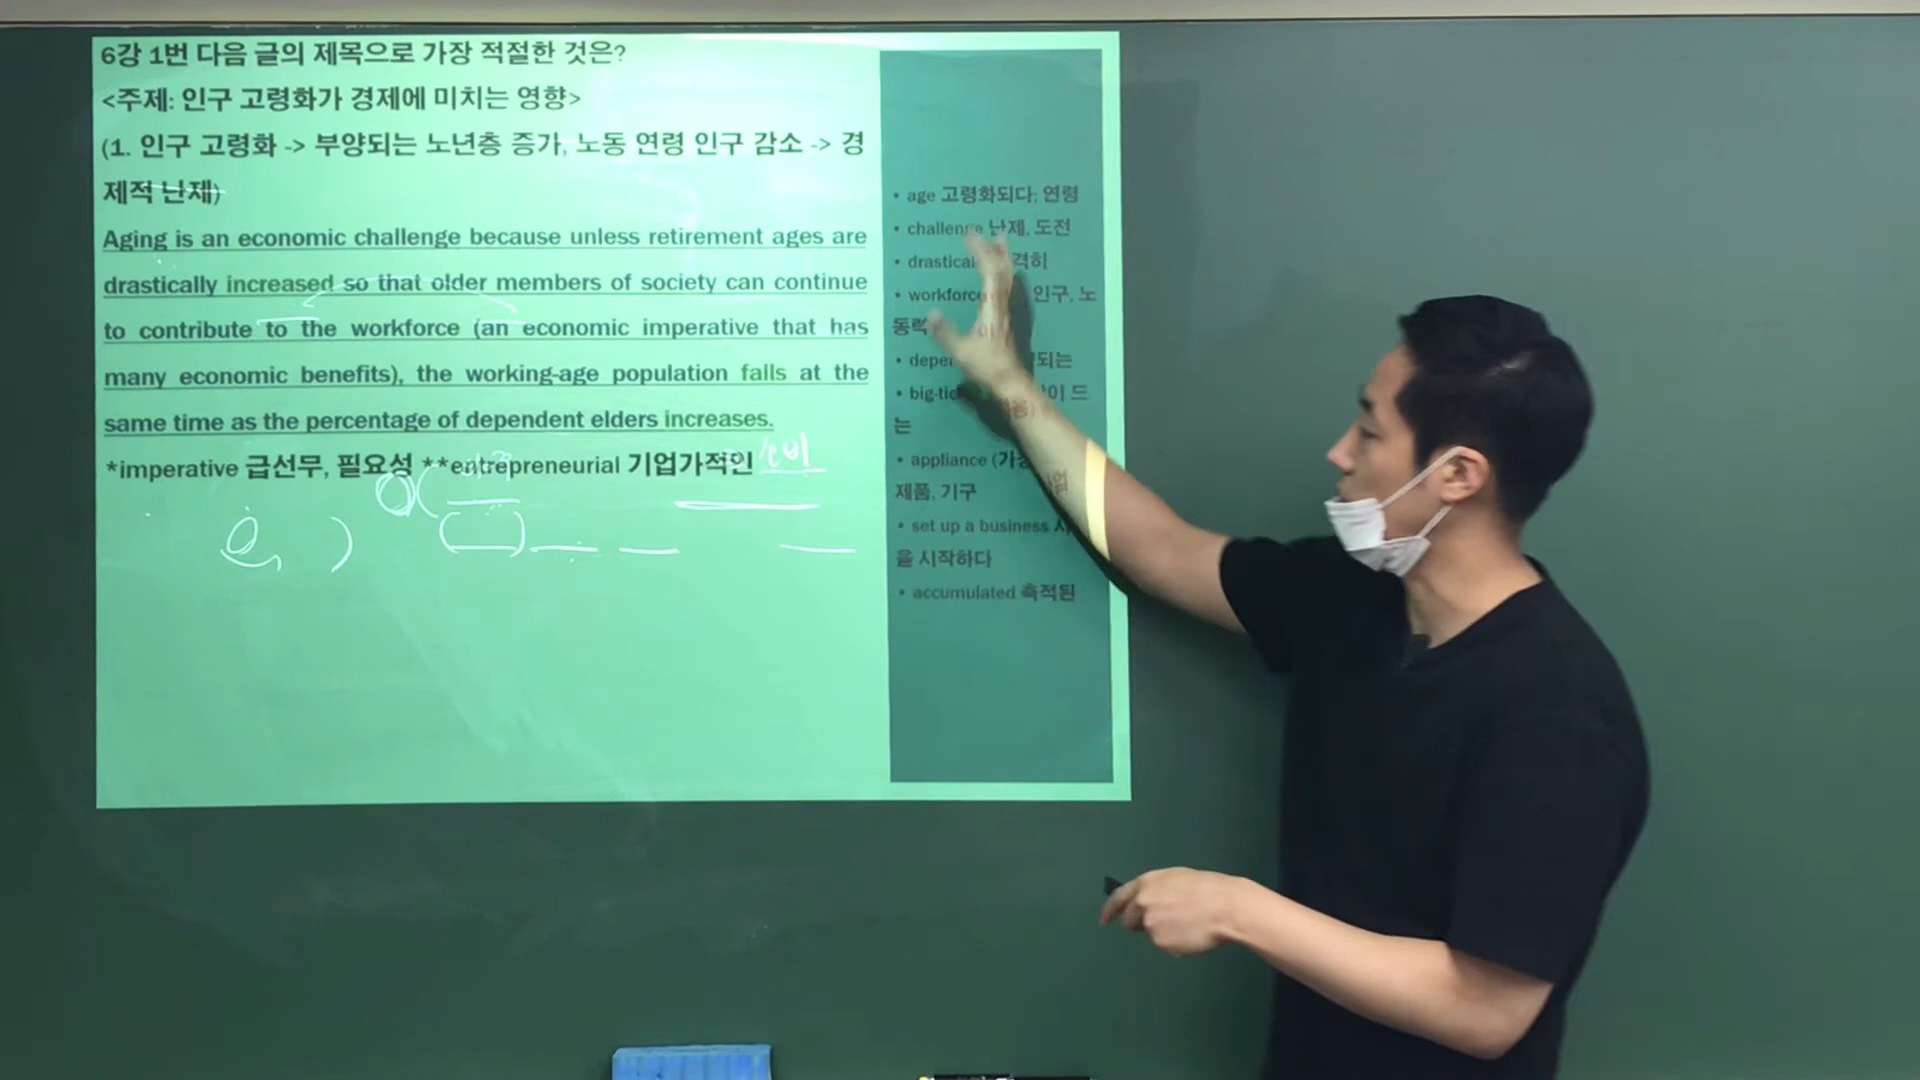 6강 1번 다음 글의 제목으로 가장 적절한 것은?
<주제: 인구 고령화가 경제에 미치는 영향>
(1. 인구 고령화 -> 부양되는 노년층 증가, 노동 연령 인구 감소 -> 경
제적 난제)
Aging is an economic challenge because unless retirement ages are
drastically increased so that older members of society can continue
to contribute to the workforce (an economic imperative that has
many economic benefits), the working-age population falls at the
same time as the percentage of dependent elders increases.
*imperative 급선무, 필요성 **entrepreneurial 기업가적인
• age 고령화되다; 연령
• challenge 난제, 도전
격히
• workforce 인구, 노
되는
드
는
• appliance
제품, 기구
• set up a business
을 시작하다
• accumulated 축적된